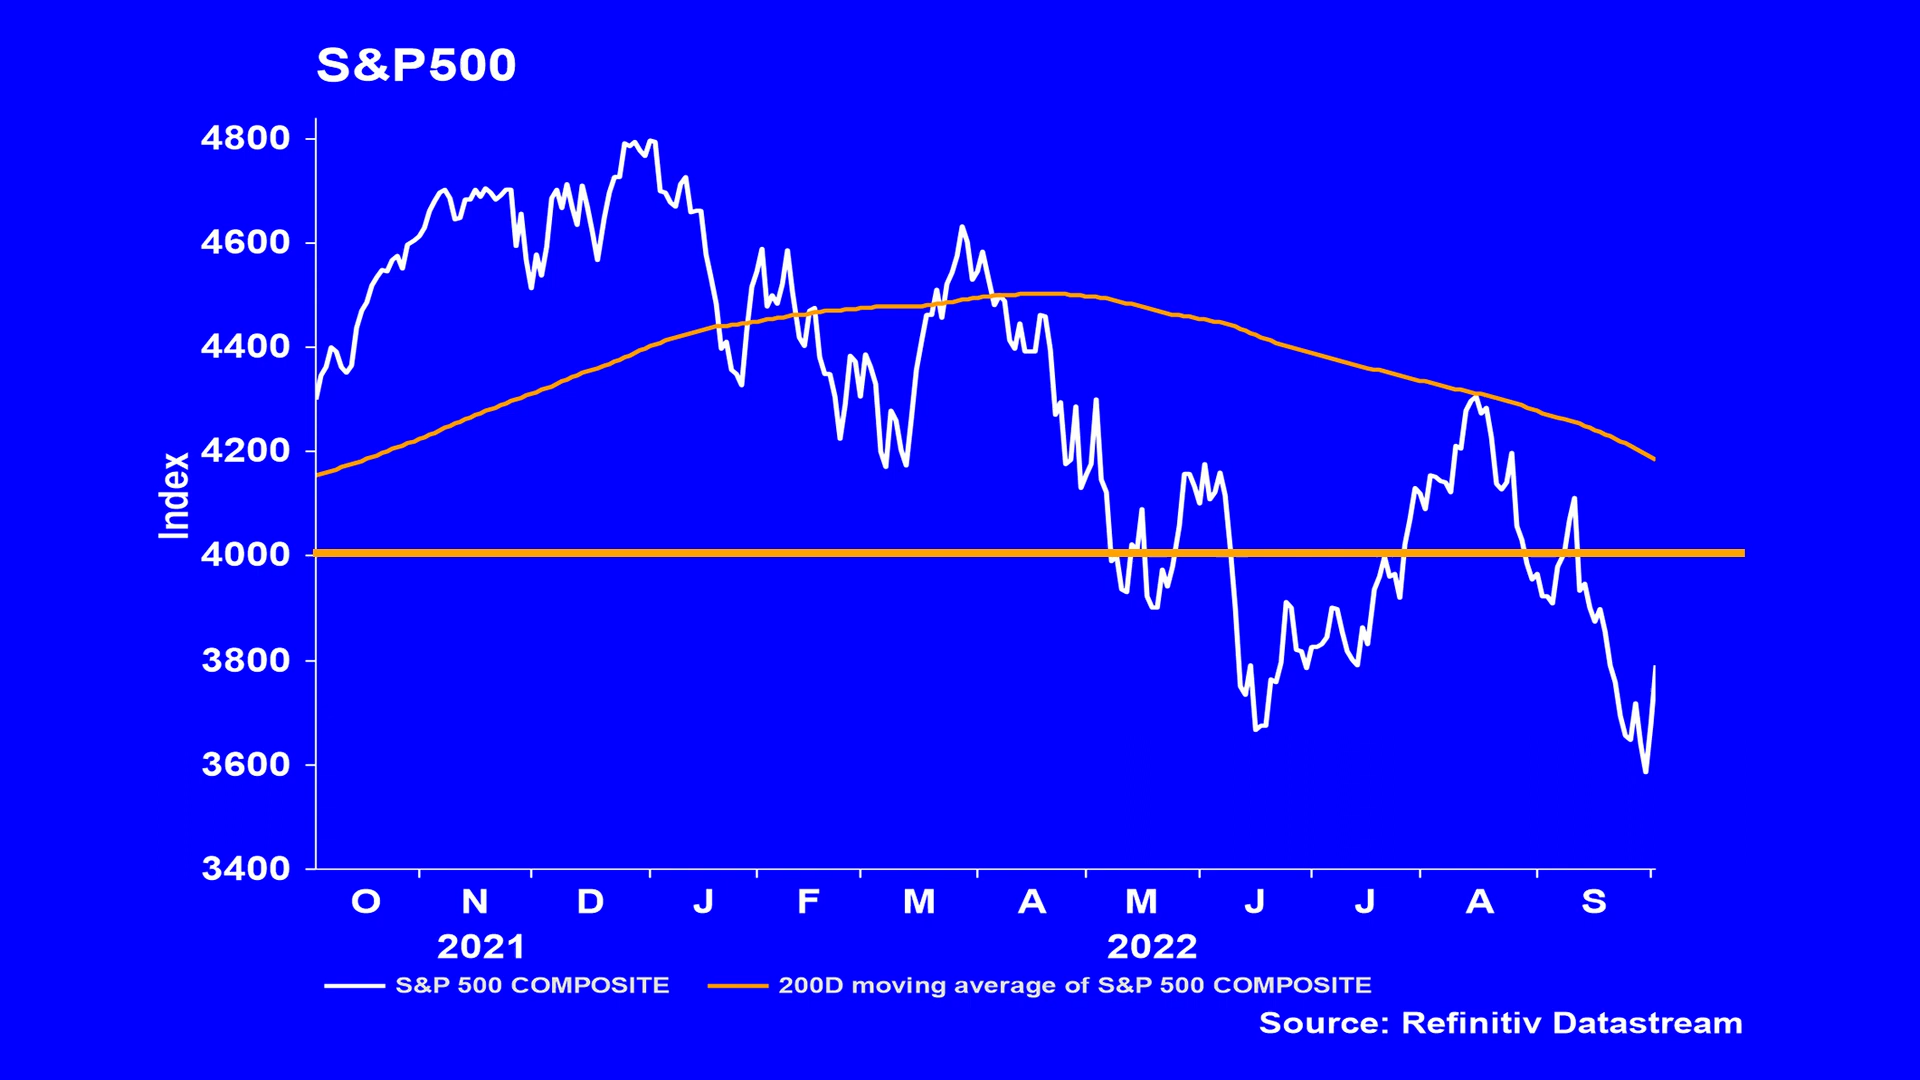 S&P500
4800
4600
4400
4200
4000
3800
3600
3400
Index
O N D J F M A M J J A S
2021 2022
S&P 500 COMPOSITE 200D moving average of S&P 500 COMPOSITE
Source: Refinitiv Datastream